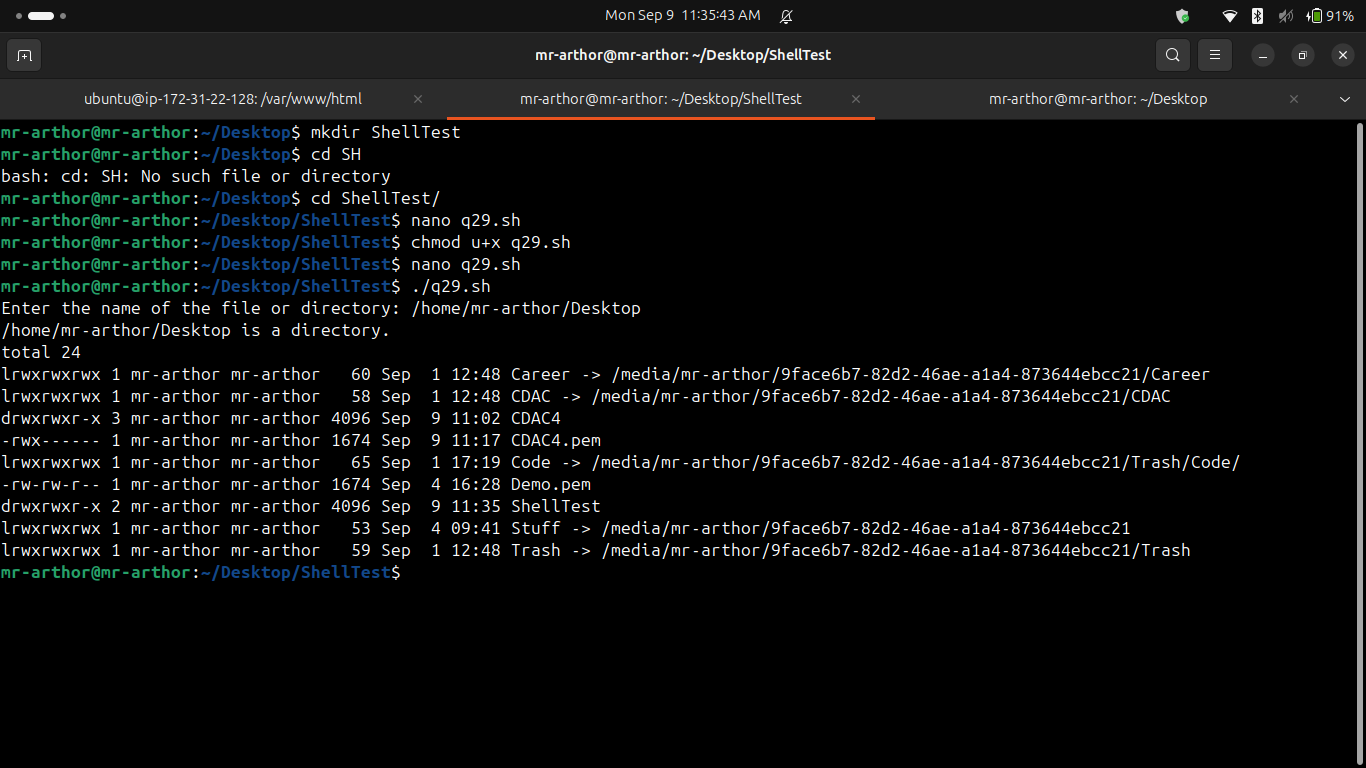 Mon Sep 9 11:35:43 AM
91%
mr-arthor@mr-arthor: ~/Desktop/ShellTest
ubuntu@ip-172-31-22-128: /var/www/html
mr-arthor@mr-arthor: ~/Desktop/ShellTest
mr-arthor@mr-arthor: ~/Desktop
mr-arthor@mr-arthor:~/Desktop$ mkdir ShellTest
mr-arthor@mr-arthor:~/Desktop$ cd SH
bash: cd: SH: No such file or directory
mr-arthor@mr-arthor:~/Desktop$ cd ShellTest/
mr-arthor@mr-arthor:~/Desktop/ShellTest$ nano q29.sh
mr-arthor@mr-arthor:~/Desktop/ShellTest$ chmod u+x q29.sh
mr-arthor@mr-arthor:~/Desktop/ShellTest$ nano q29.sh
mr-arthor@mr-arthor:~/Desktop/ShellTest$ ./q29.sh
Enter the name of the file or directory: /home/mr-arthor/Desktop
/home/mr-arthor/Desktop is a directory.
total 24
lrwxrwxrwx 1 mr-arthor mr-arthor   60 Sep  1 12:48 Career -> /media/mr-arthor/9face6b7-82d2-46ae-a1a4-873644ebcc21/Career
lrwxrwxrwx 1 mr-arthor mr-arthor   58 Sep  1 12:48 CDAC -> /media/mr-arthor/9face6b7-82d2-46ae-a1a4-873644ebcc21/CDAC
drwxrwxr-x 3 mr-arthor mr-arthor 4096 Sep  9 11:02 CDAC4
-rwx------ 1 mr-arthor mr-arthor 1674 Sep  9 11:17 CDAC4.pem
lrwxrwxrwx 1 mr-arthor mr-arthor   65 Sep  1 17:19 Code -> /media/mr-arthor/9face6b7-82d2-46ae-a1a4-873644ebcc21/Trash/Code/
-rw-rw-r-- 1 mr-arthor mr-arthor 1674 Sep  4 16:28 Demo.pem
drwxrwxr-x 2 mr-arthor mr-arthor 4096 Sep  9 11:35 ShellTest
lrwxrwxrwx 1 mr-arthor mr-arthor   53 Sep  4 09:41 Stuff -> /media/mr-arthor/9face6b7-82d2-46ae-a1a4-873644ebcc21
lrwxrwxrwx 1 mr-arthor mr-arthor   59 Sep  1 12:48 Trash -> /media/mr-arthor/9face6b7-82d2-46ae-a1a4-873644ebcc21/Trash
mr-arthor@mr-arthor:~/Desktop/ShellTest$